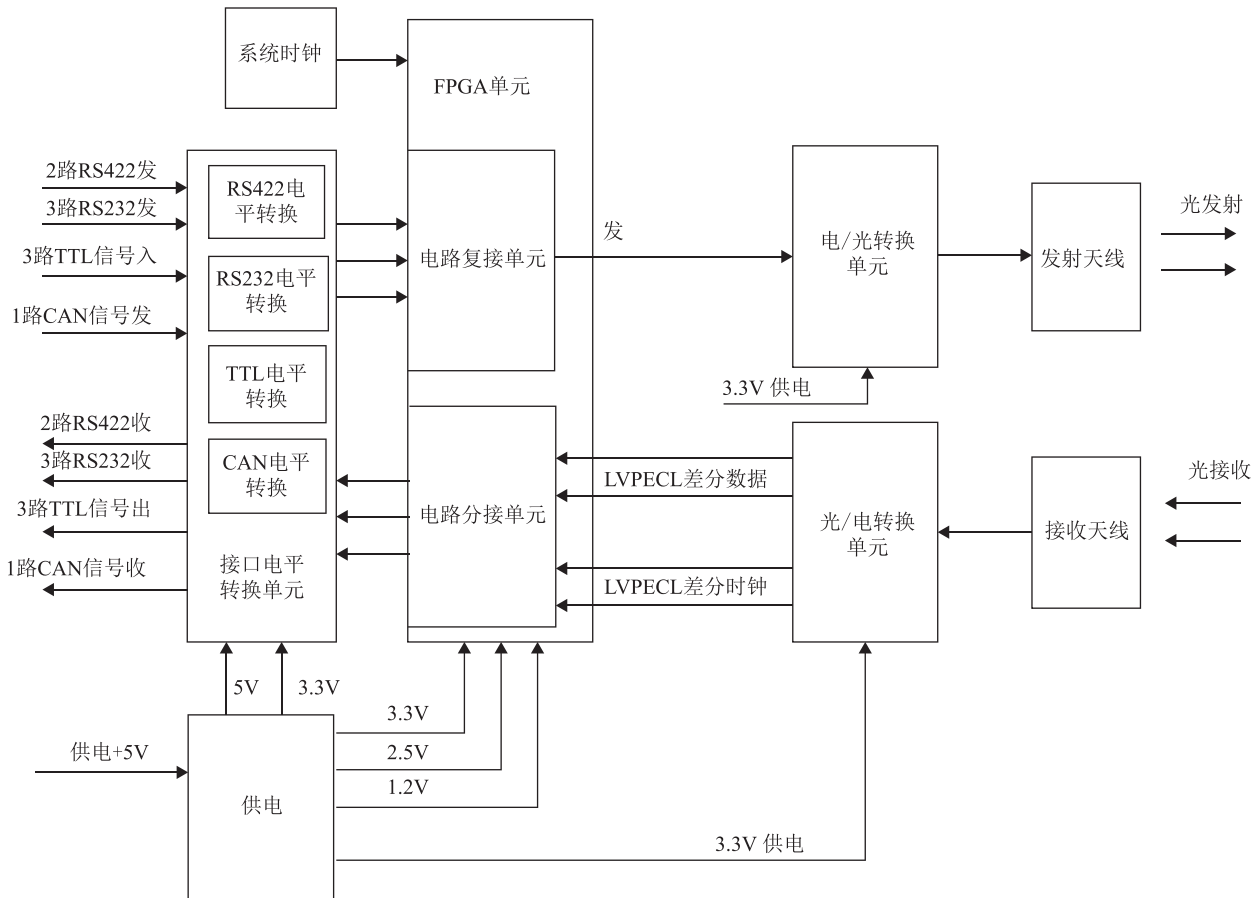 系统时钟
FPGA单元
2路RS422发
3路RS232发
3路TTL信号入
1路CAN信号发
RS422电
平转换
RS232电平
转换
TTL电平
转换
CAN电平
转换
接口电平
转换单元
2路RS422收
3路RS232收
3路TTL信号出
1路CAN信号收
电路复接单元
发
电/光转换
单元
发射天线
光发射
3.3V 供电
电路分接单元
LVPECL差分数据
LVPECL差分时钟
光/电转换
单元
接收天线
光接收
5V
3.3V
3.3V
2.5V
1.2V
供电+5V
供电
3.3V 供电